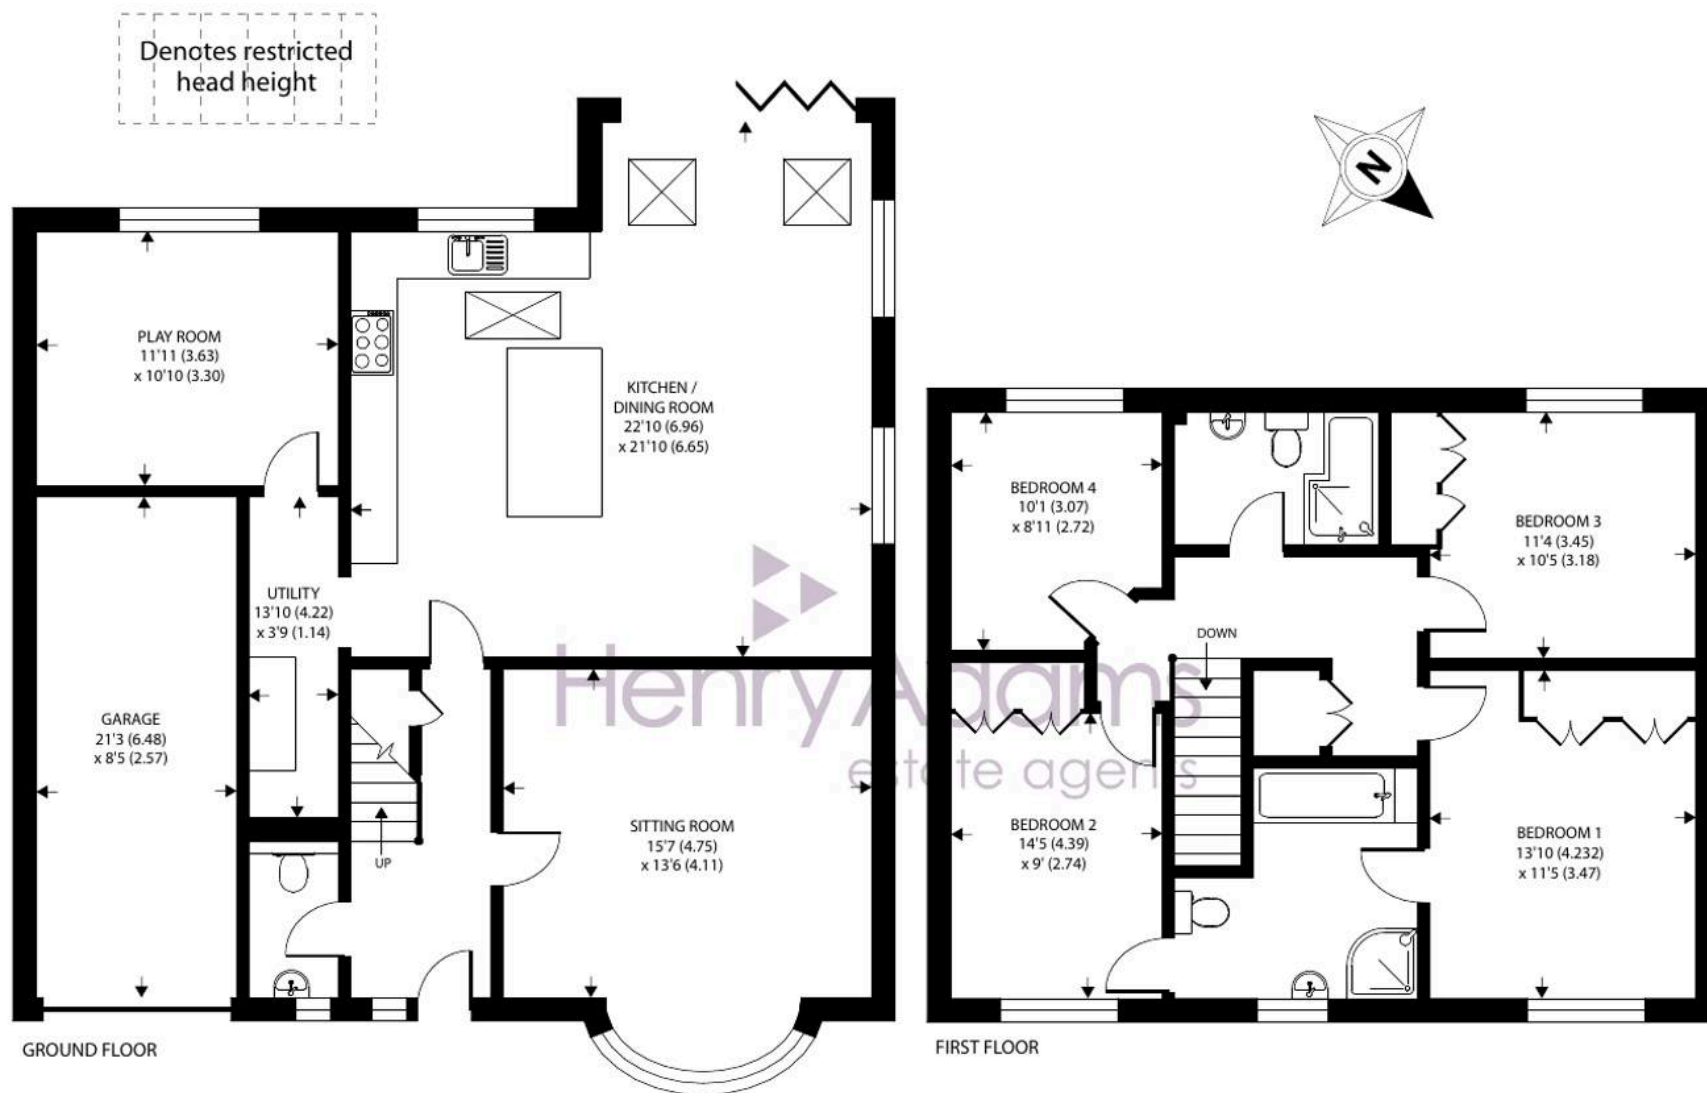 Denotes restricted
head height
N
PLAY ROOM
11'11 (3.63)
x 10'10 (3.30)
KITCHEN /
DINING ROOM
22'10 (6.96)
x 21'10 (6.65)
UTILITY
13'10 (4.22)
x 3'9 (1.14)
GARAGE
21'3 (6.48)
x 8'5 (2.57)
UP
SITTING ROOM
15'7 (4.75)
x 13'6 (4.11)
GROUND FLOOR
Henry Adams
estate agents
BEDROOM 4
10'1 (3.07)
x 8'11 (2.72)
BEDROOM 3
11'4 (3.45)
x 10'5 (3.18)
DOWN
BEDROOM 2
14'5 (4.39)
x 9' (2.74)
BEDROOM 1
13'10 (4.232)
x 11'5 (3.47)
FIRST FLOOR